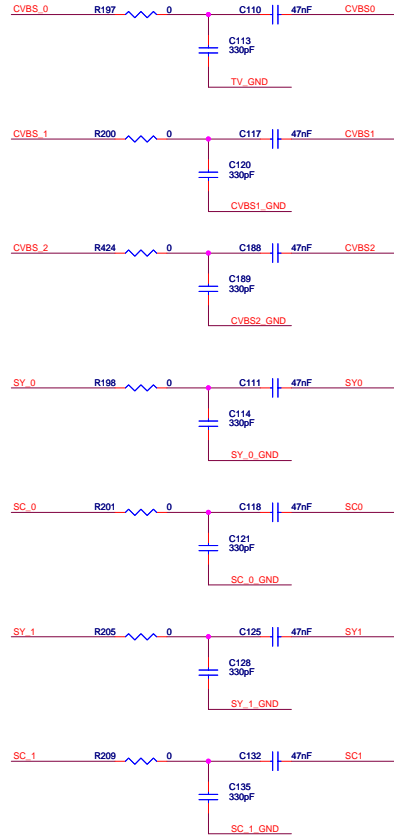 CVBS_0 R197 0 C110 47nF CVBS0
C113
330pF
TV_GND
CVBS_1 R200 0 C117 47nF CVBS1
C120
330pF
CVBS1_GND
CVBS_2 R424 0 C188 47nF CVBS2
C189
330pF
CVBS2_GND
SY_0 R198 0 C111 47nF SY0
C114
330pF
SY_0_GND
SC_0 R201 0 C118 47nF SC0
C121
330pF
SC_0_GND
SY_1 R205 0 C125 47nF SY1
C128
330pF
SY_1_GND
SC_1 R209 0 C132 47nF SC1
C135
330pF
SC_1_GND